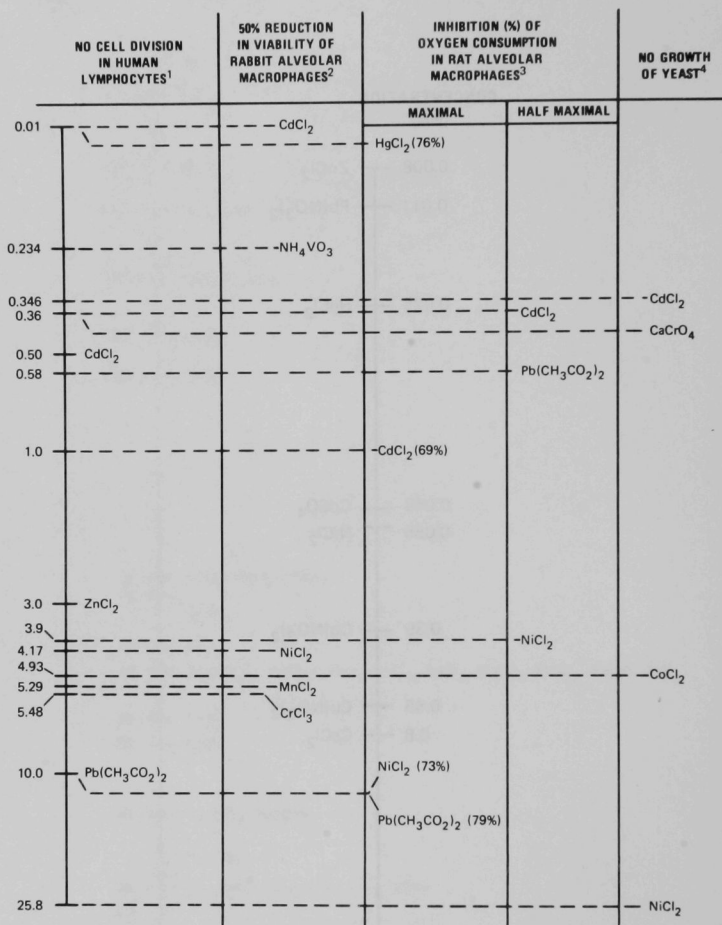 NO CELL DIVISION
IN HUMAN
LYMPHOCYTES¹
50% REDUCTION
IN VIABILITY OF
RABBIT ALVEOLAR
MACROPHAGES²
INHIBITION (%) OF
OXYGEN CONSUMPTION
IN RAT ALVEOLAR
MACROPHAGES³
NO GROWTH
OF YEAST⁴
MAXIMAL
HALF MAXIMAL
0.01
CdCl₂
HgCl₂ (76%)
0.234
NH₄VO₃
0.346
CdCl₂
0.36
CdCl₂
CaCrO₄
0.50
CdCl₂
0.58
Pb(CH₃CO₂)₂
1.0
CdCl₂ (69%)
3.0
ZnCl₂
3.9
NiCl₂
4.17
NiCl₂
4.93
CoCl₂
5.29
MnCl₂
5.48
CrCl₃
10.0
Pb(CH₃CO₂)₂
NiCl₂ (73%)
Pb(CH₃CO₂)₂ (79%)
25.8
NiCl₂